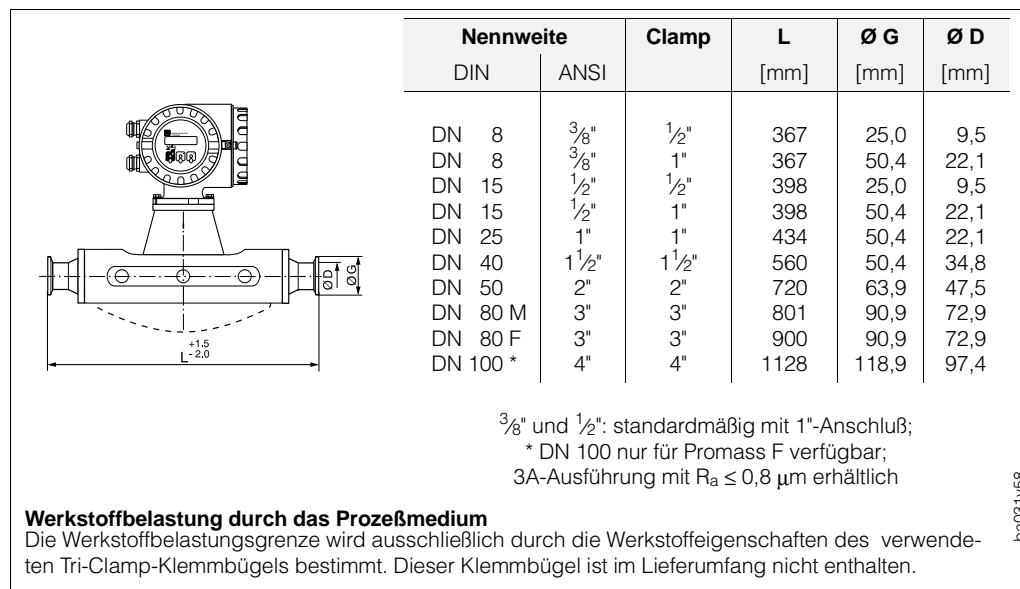 Nennweite Clamp L Ø G Ø D
DIN ANSI [mm] [mm] [mm]
DN 8 3/8" 1/2" 367 25,0 9,5
DN 8 3/8" 1" 367 50,4 22,1
DN 15 1/2" 1/2" 398 25,0 9,5
DN 15 1/2" 1" 398 50,4 22,1
DN 25 1" 1" 434 50,4 22,1
DN 40 1 1/2" 1 1/2" 560 50,4 34,8
DN 50 2" 2" 720 63,9 47,5
DN 80 M 3" 3" 801 90,9 72,9
DN 80 F 3" 3" 900 90,9 72,9
DN 100 * 4" 4" 1128 118,9 97,4
Ø D
Ø G
L +1.5 - 2.0
3/8" und 1/2": standardmäßig mit 1"-Anschluß;
* DN 100 nur für Promass F verfügbar;
3A-Ausführung mit Ra ≤ 0,8 µm erhältlich
Werkstoffbelastung durch das Prozeßmedium
Die Werkstoffbelastungsgrenze wird ausschließlich durch die Werkstoffeigenschaften des verwende-
ten Tri-Clamp-Klemmbügels bestimmt. Dieser Klemmbügel ist im Lieferumfang nicht enthalten.